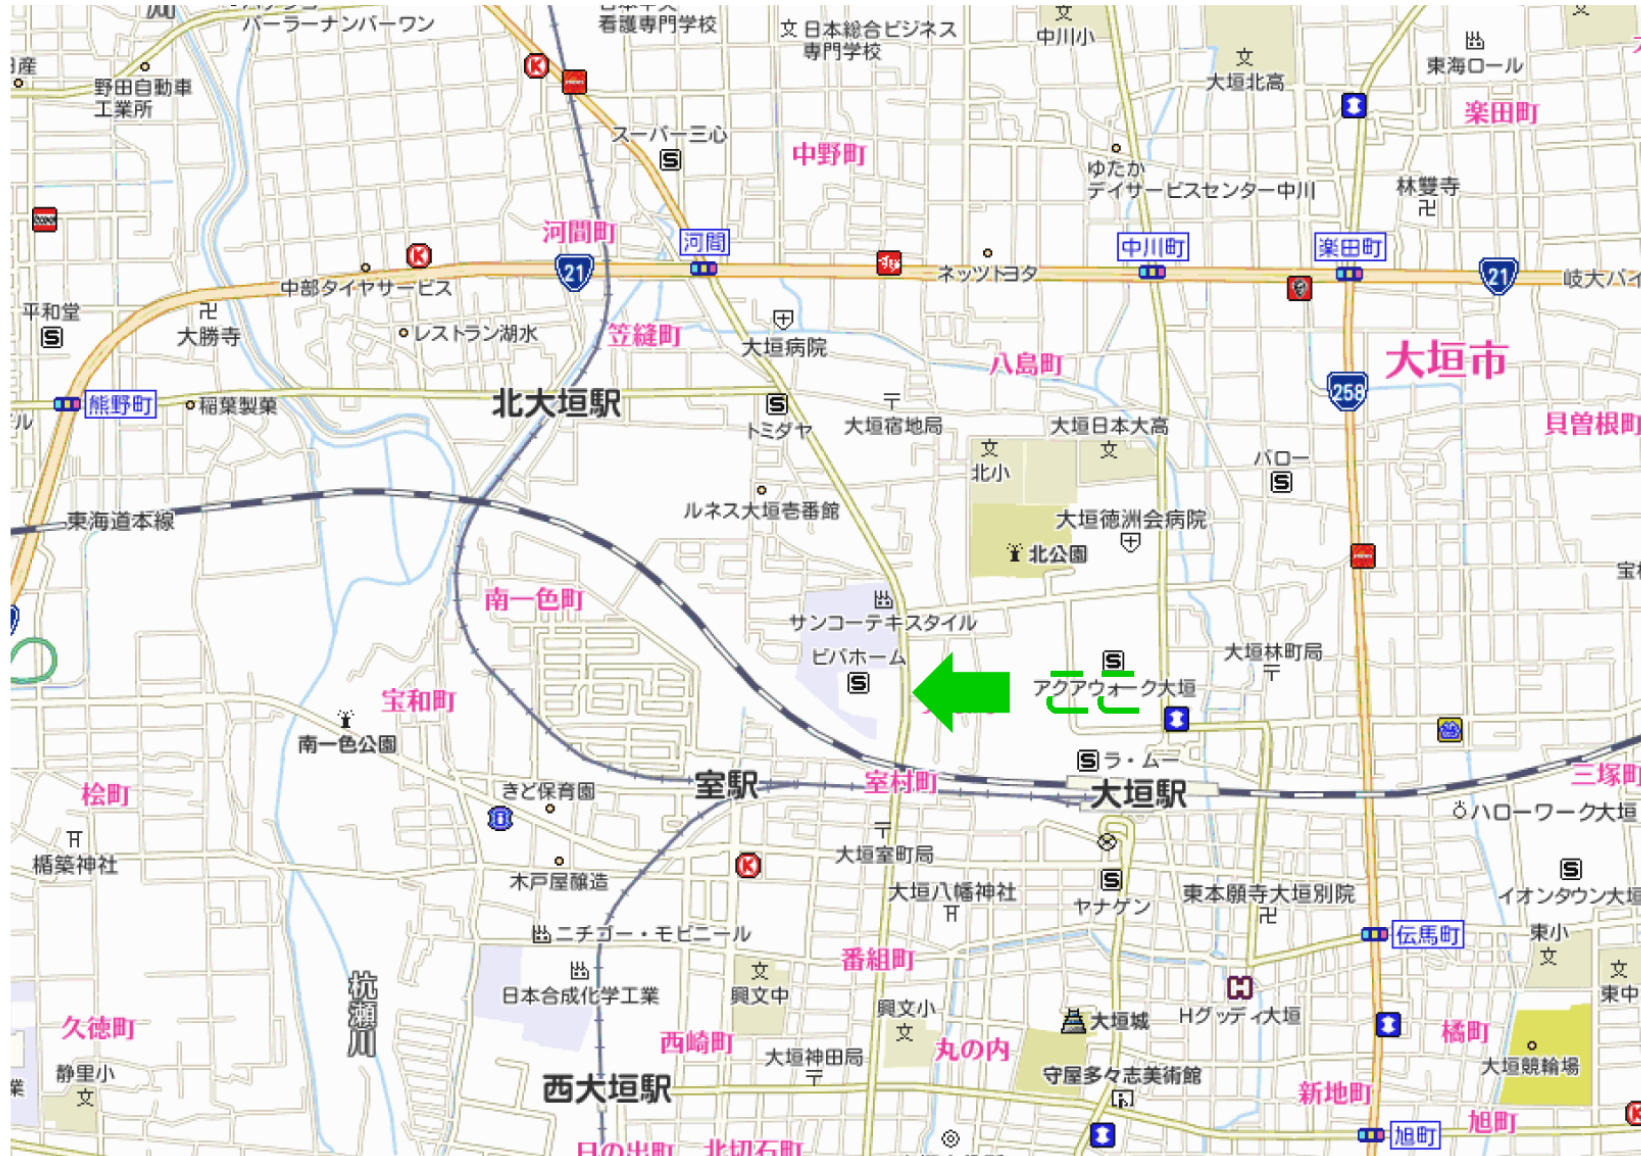 パーラーナンバーワン
看護専門学校
日本総合ビジネス
専門学校
中川小
大垣北高
東海ロール
楽田町
野田自動車
工業所
スーパー三心
中野町
ゆたか
デイサービスセンター中川
林雙寺
河間町
河間
中川町
楽田町
21
21
中部タイヤサービス
ネッツトヨタ
岐大バイ
平和堂
大勝寺
レストラン湖水
笠縫町
大垣病院
八島町
大垣市
258
熊野町
稲葉製菓
北大垣駅
トミダヤ
大垣宿地局
大垣日本大高
貝曽根町
北小
バロー
東海道本線
ルネス大垣壱番館
大垣徳洲会病院
北公園
南一色町
サンコーテキスタイル
ビバホーム
大垣林町局
ここ
アクアウォーク大垣
宝和町
南一色公園
ラ・ムー
桧町
きど保育園
室駅
室村町
大垣駅
三塚町
ハローワーク大垣
楯築神社
木戸屋醸造
大垣室町局
大垣八幡神社
ヤナゲン
東本願寺大垣別院
イオンタウン大垣
ニチゴー・モビニール
番組町
伝馬町
東小
日本合成化学工業
興文中
興文小
杭瀬川
大垣城
Hグッディ大垣
東中
久徳町
西崎町
大垣神田局
丸の内
橘町
静里小
西大垣駅
守屋多々志美術館
大垣競輪場
新地町
旭町
旭町
日の出町
北切石町